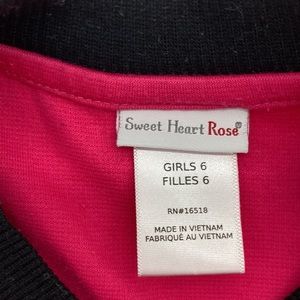 Sweet Heart Rose®
GIRLS 6
FILLES 6
RN#16518
MADE IN VIETNAM
FABRIQUÉ AU VIETNAM